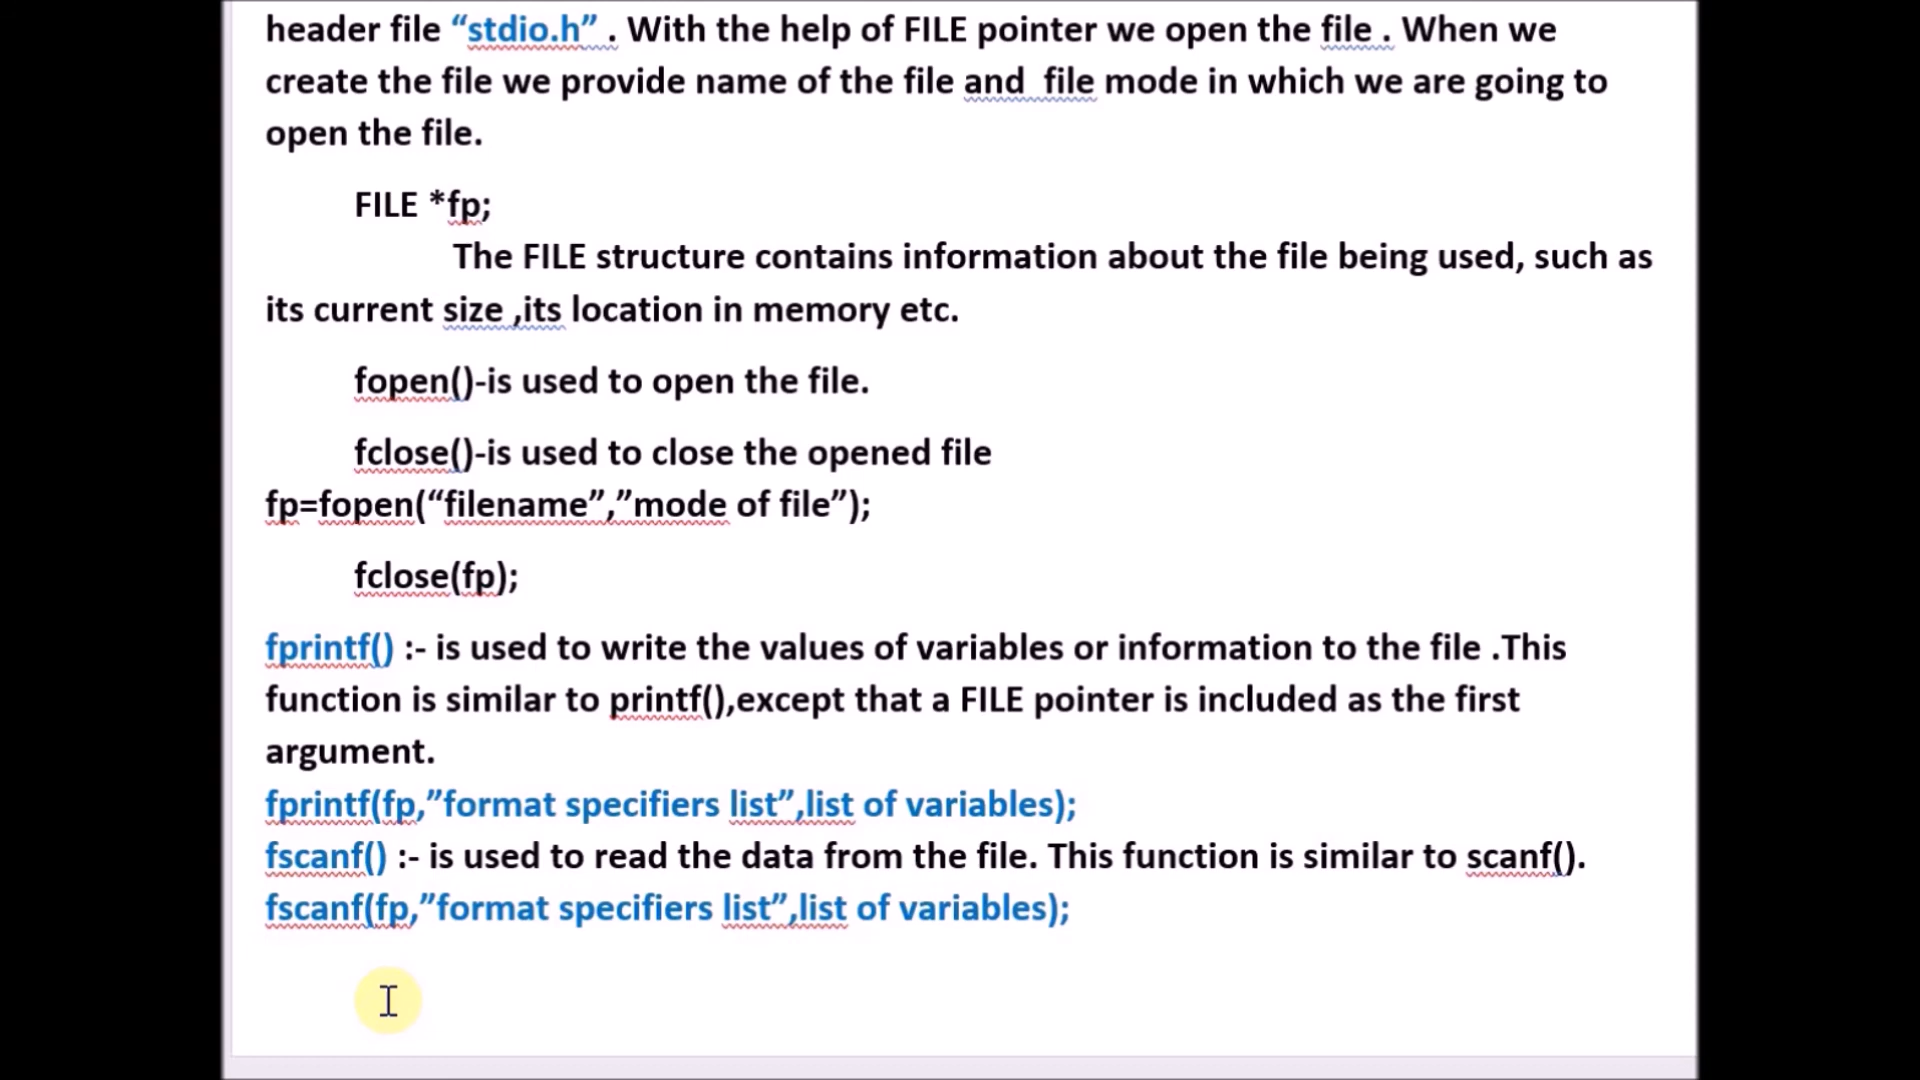 header file “stdio.h” . With the help of FILE pointer we open the file . When we
create the file we provide name of the file and  file mode in which we are going to
open the file.
FILE *fp;
The FILE structure contains information about the file being used, such as
its current size ,its location in memory etc.
fopen()-is used to open the file.
fclose()-is used to close the opened file
fp=fopen(“filename”,”mode of file”);
fclose(fp);
fprintf() :- is used to write the values of variables or information to the file .This
function is similar to printf(),except that a FILE pointer is included as the first
argument.
fprintf(fp,”format specifiers list”,list of variables);
fscanf() :- is used to read the data from the file. This function is similar to scanf().
fscanf(fp,”format specifiers list”,list of variables);